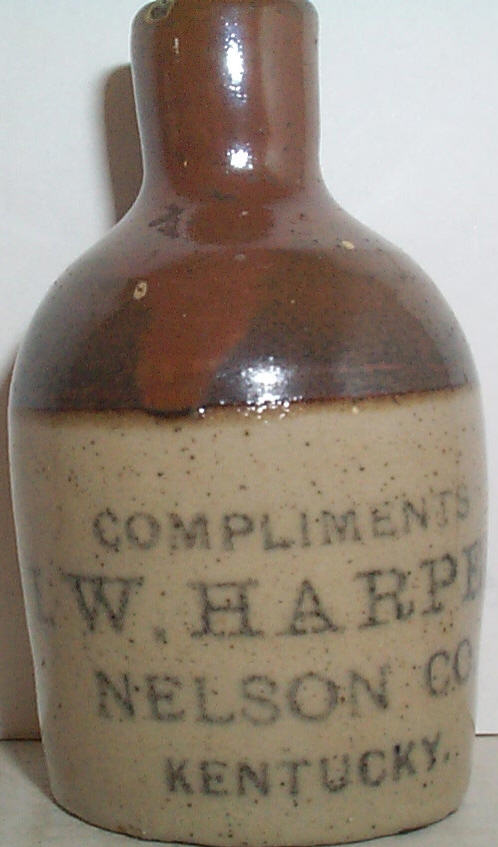 COMPLIMENTS
I.W. HARPE
NELSON CO
KENTUCKY.